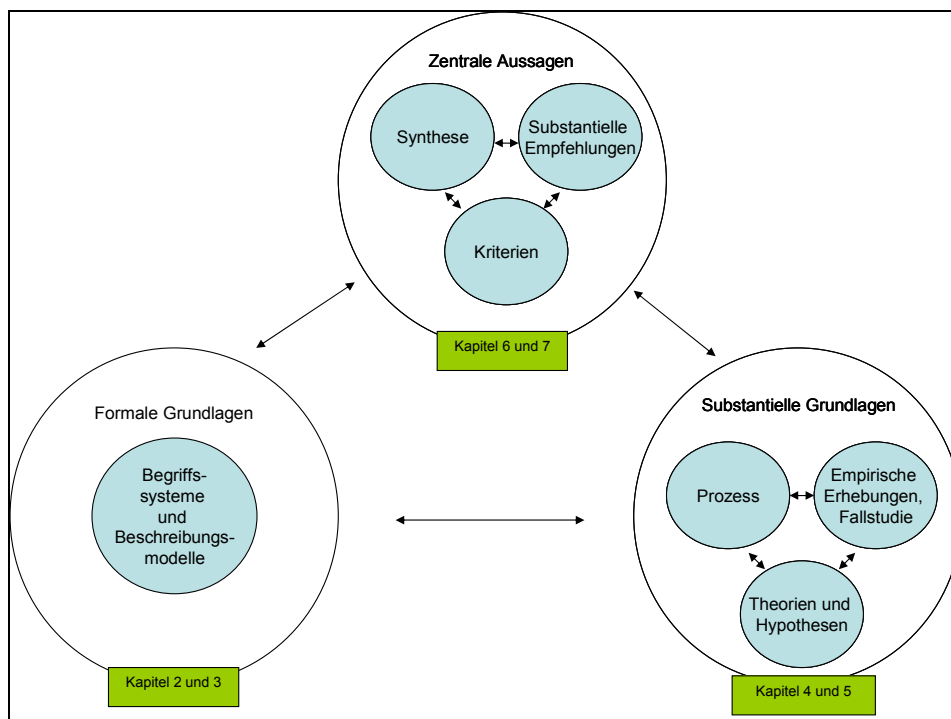 Zentrale Aussagen
Synthese
Substantielle
Empfehlungen
Kriterien
Kapitel 6 und 7
Formale Grundlagen
Begriffs-
systeme
und
Beschreibungs-
modelle
Kapitel 2 und 3
Substantielle Grundlagen
Prozess
Empirische
Erhebungen,
Fallstudie
Theorien und
Hypothesen
Kapitel 4 und 5